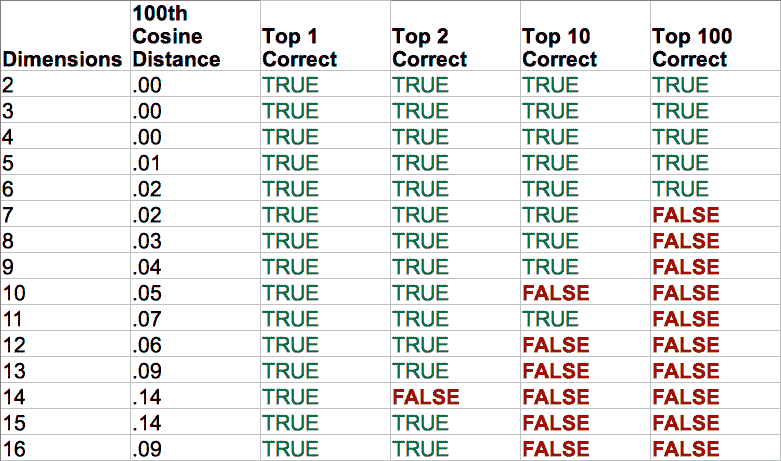 Dimensions 100th Cosine Distance Top 1 Correct Top 2 Correct Top 10 Correct Top 100 Correct
2 .00 TRUE TRUE TRUE TRUE
3 .00 TRUE TRUE TRUE TRUE
4 .00 TRUE TRUE TRUE TRUE
5 .01 TRUE TRUE TRUE TRUE
6 .02 TRUE TRUE TRUE TRUE
7 .02 TRUE TRUE TRUE FALSE
8 .03 TRUE TRUE TRUE FALSE
9 .04 TRUE TRUE TRUE FALSE
10 .05 TRUE TRUE FALSE FALSE
11 .07 TRUE TRUE TRUE FALSE
12 .06 TRUE TRUE FALSE FALSE
13 .09 TRUE TRUE FALSE FALSE
14 .14 TRUE FALSE FALSE FALSE
15 .14 TRUE TRUE FALSE FALSE
16 .09 TRUE TRUE FALSE FALSE